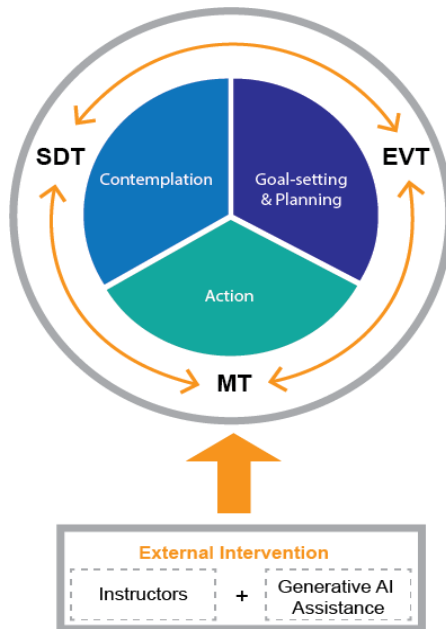 SDT
EVT
Contemplation
Goal-setting
& Planning
Action
MT
External Intervention
Instructors
+
Generative AI
Assistance